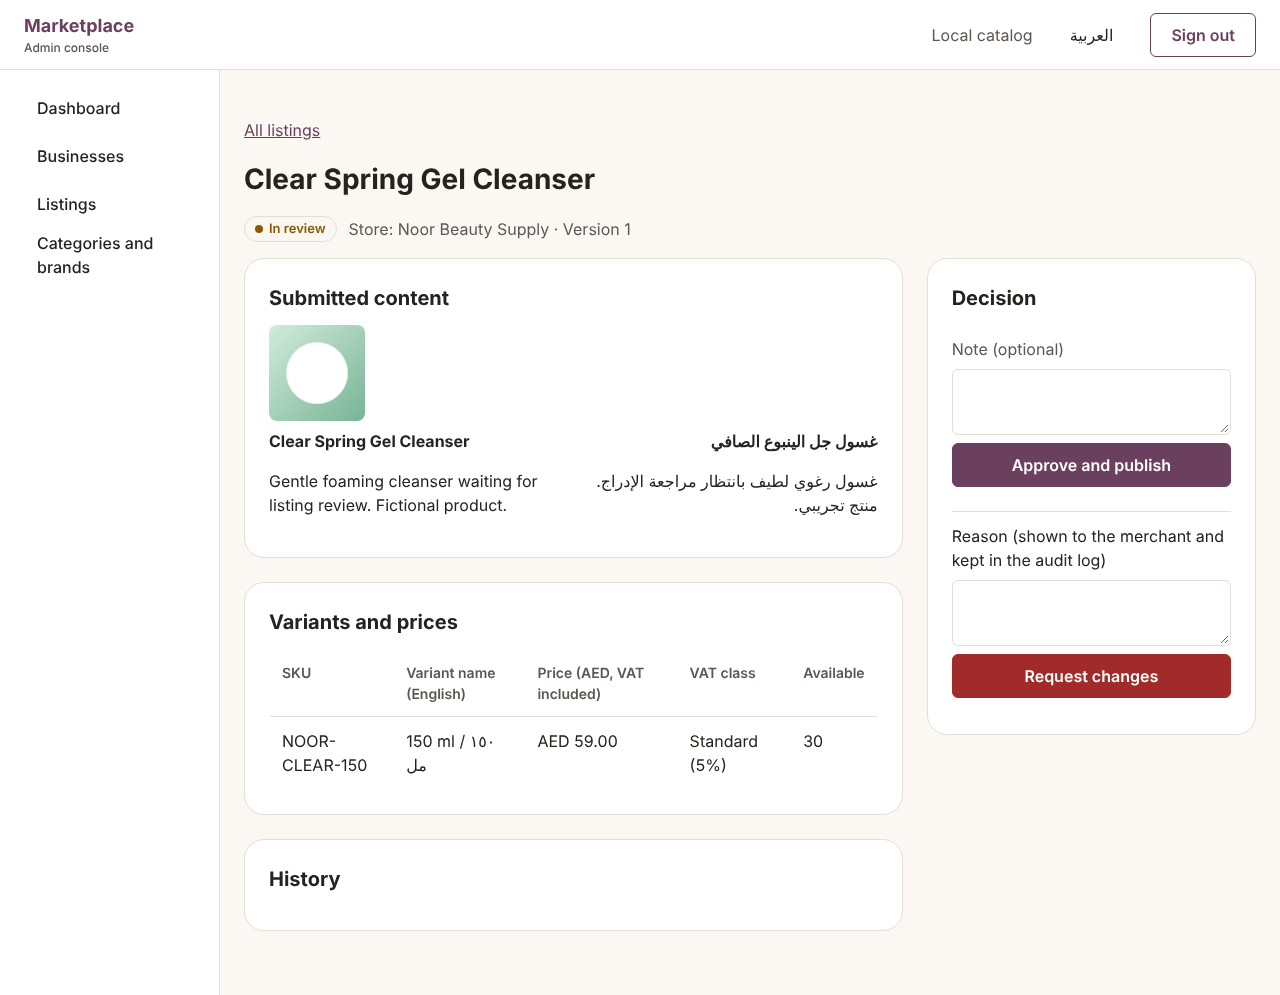 Marketplace
Admin console
Local catalog
العربية
Sign out
Dashboard
Businesses
Listings
Categories and
brands
All listings
Clear Spring Gel Cleanser
In review
Store: Noor Beauty Supply · Version 1
Submitted content
Clear Spring Gel Cleanser
Gentle foaming cleanser waiting for
listing review. Fictional product.
غسول جل الينبوع الصافي
غسول رغوي لطيف بانتظار مراجعة الإدراج.
منتج تجريبي.
Variants and prices
SKU
Variant name
(English)
Price (AED, VAT
included)
VAT class
Available
NOOR-
CLEAR-150
150 ml / ١٥٠
مل
AED 59.00
Standard
(5%)
30
History
Decision
Note (optional)
Approve and publish
Reason (shown to the merchant and
kept in the audit log)
Request changes